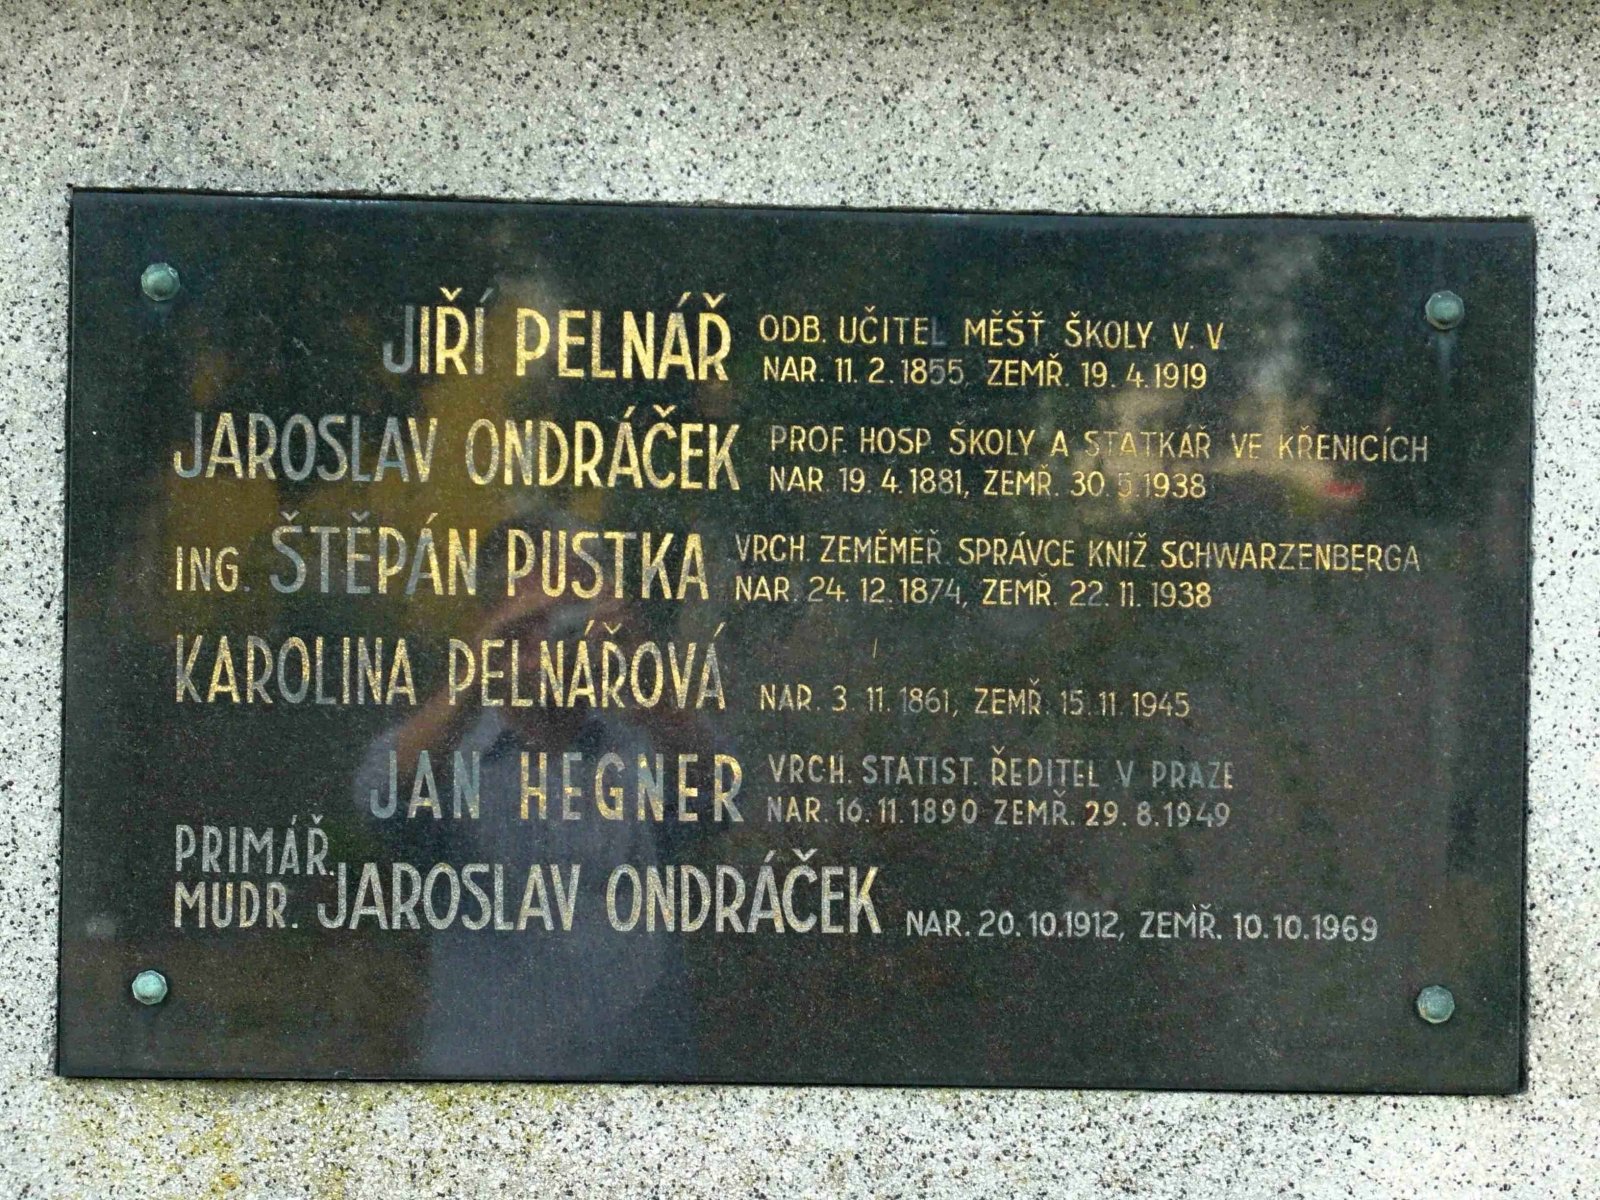 JIŘÍ PELNÁŘ ODB. UČITEL MĚŠŤ. ŠKOLY V. V.
NAR. 11. 2. 1855, ZEMŘ. 19. 4. 1919
JAROSLAV ONDRÁČEK PROF. HOSP. ŠKOLY A STATKÁŘ VE KŘENICÍCH
NAR. 19. 4. 1881, ZEMŘ. 30. 5. 1938
ING. ŠTĚPÁN PUSTKA VRCH. ZEMĚMĚŘ. SPRÁVCE KNÍŽ. SCHWARZENBERGA
NAR. 24. 12. 1874, ZEMŘ. 22. 11. 1938
KAROLINA PELNÁŘOVÁ NAR. 3. 11. 1861, ZEMŘ. 15. 11. 1945
JAN HEGNER VRCH. STATIST. ŘEDITEL V PRAZE
NAR. 16. 11. 1890 ZEMŘ. 29. 8. 1949
PRIMÁŘ.
MUDR. JAROSLAV ONDRÁČEK NAR. 20. 10. 1912, ZEMŘ. 10. 10. 1969